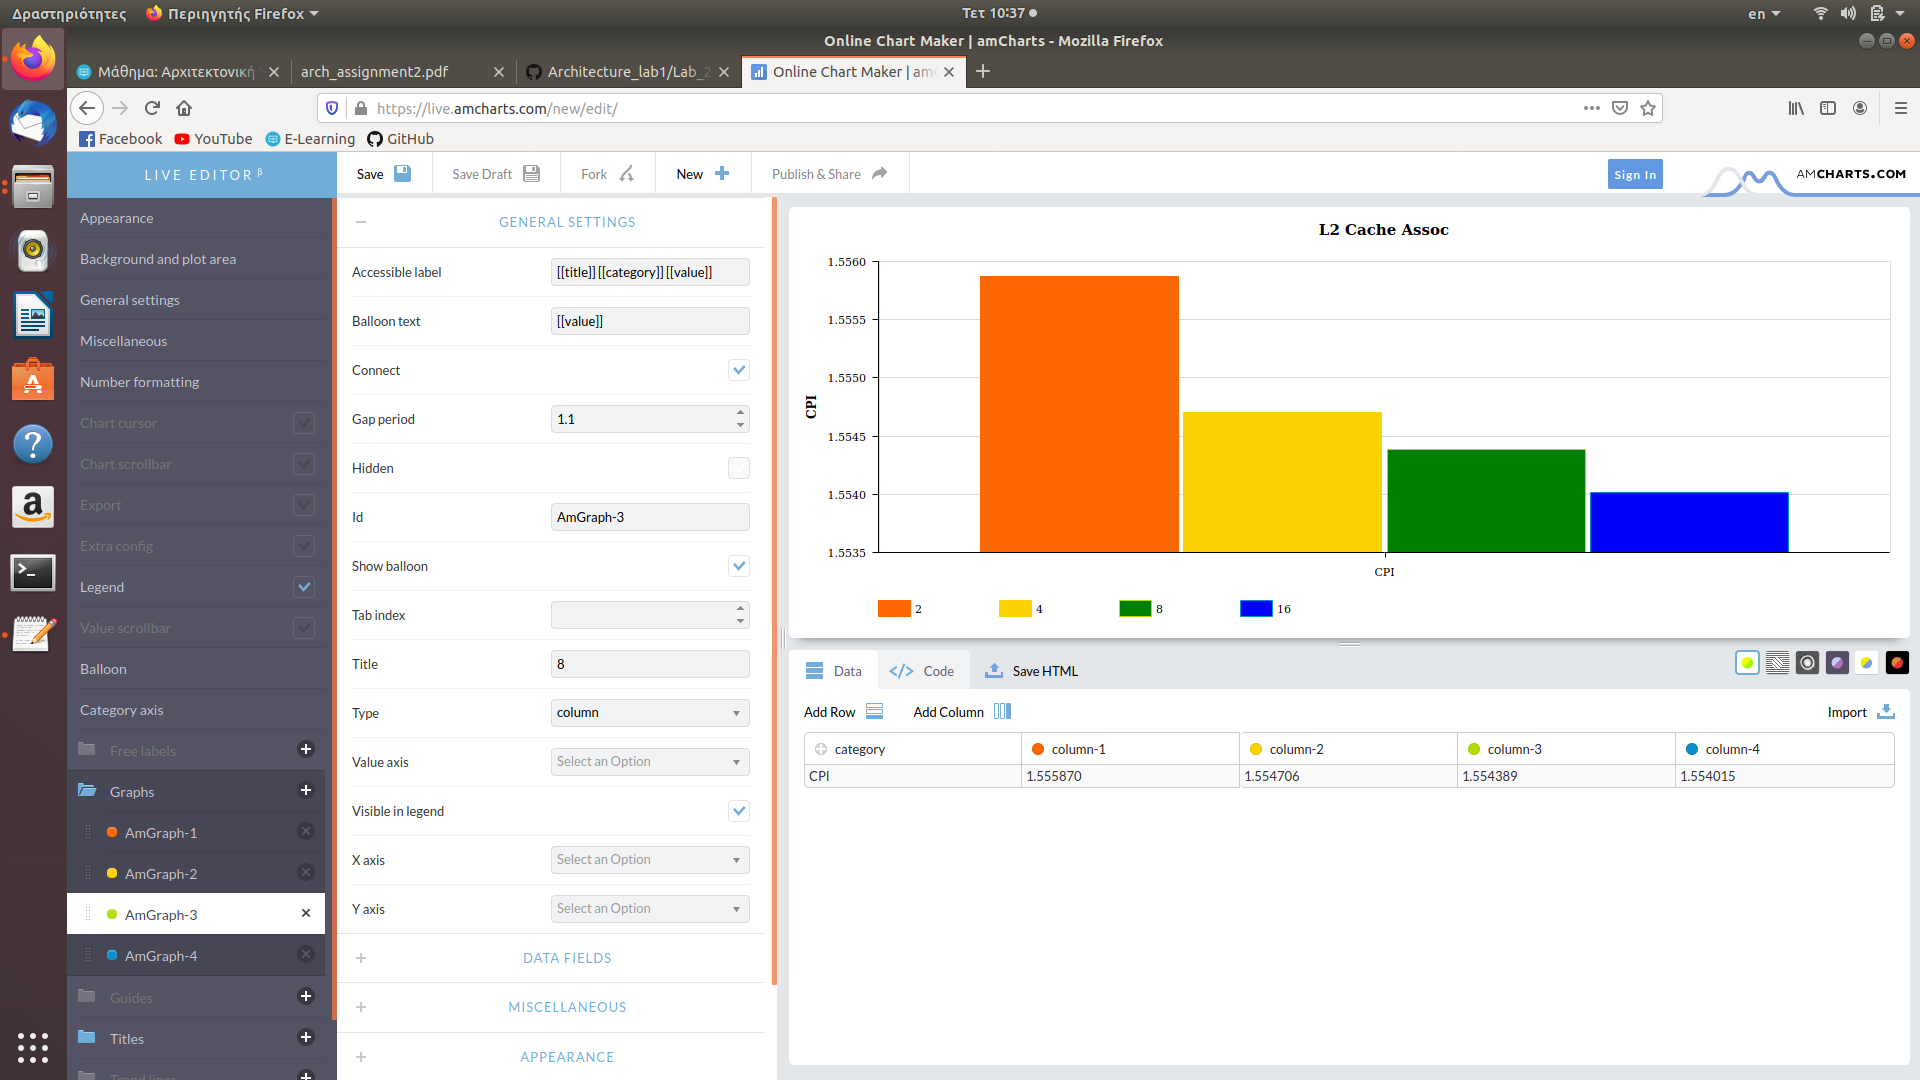 Δραστηριότητες Περιηγητής Firefox Τετ 10:37 en
Online Chart Maker | amCharts - Mozilla Firefox
Μάθημα: Αρχιτεκτονική arch_assignment2.pdf Architecture_lab1/Lab_2 Online Chart Maker | am
https://live.amcharts.com/new/edit/
Facebook YouTube E-Learning GitHub
LIVE EDITOR β Save Save Draft Fork New Publish & Share Sign In AMCHARTS.COM
Appearance
Background and plot area
General settings
Miscellaneous
Number formatting
Chart cursor
Chart scrollbar
Export
Extra config
Legend
Value scrollbar
Balloon
Category axis
Free labels
Graphs
AmGraph-1
AmGraph-2
AmGraph-3
AmGraph-4
Guides
Titles
Trend lines
GENERAL SETTINGS
Accessible label [[title]] [[category]] [[value]]
Balloon text [[value]]
Connect
Gap period 1.1
Hidden
Id AmGraph-3
Show balloon
Tab index
Title 8
Type column
Value axis Select an Option
Visible in legend
X axis Select an Option
Y axis Select an Option
DATA FIELDS
MISCELLANEOUS
APPEARANCE
L2 Cache Assoc
1.5560
1.5555
1.5550
1.5545
1.5540
1.5535
CPI
CPI
2 4 8 16
Data Code Save HTML
Add Row Add Column Import
category column-1 column-2 column-3 column-4
CPI 1.555870 1.554706 1.554389 1.554015